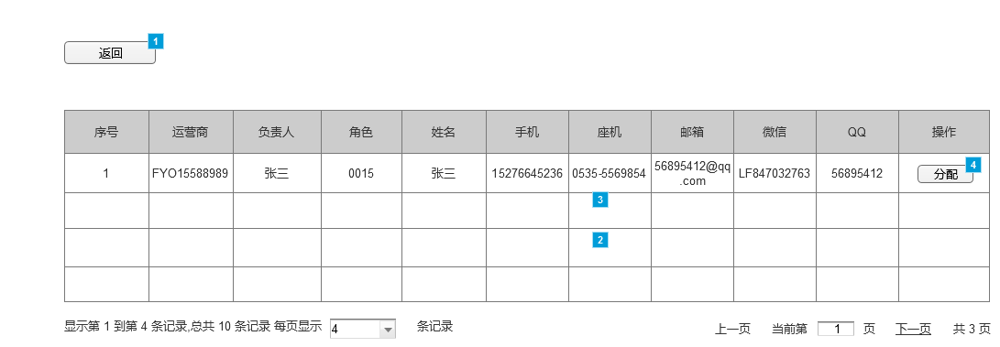 返回 1
序号 运营商 负责人 角色 姓名 手机 座机 邮箱 微信 QQ 操作
1 FYO15588989 张三 0015 张三 15276645236 0535-5569854 56895412@qq.com LF847032763 56895412 分配 4
3
2
显示第 1 到第 4 条记录,总共 10 条记录 每页显示 4 条记录 上一页 当前第 1 页 下一页 共 3 页